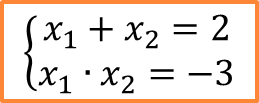 x₁ + x₂ = 2
x₁ · x₂ = −3